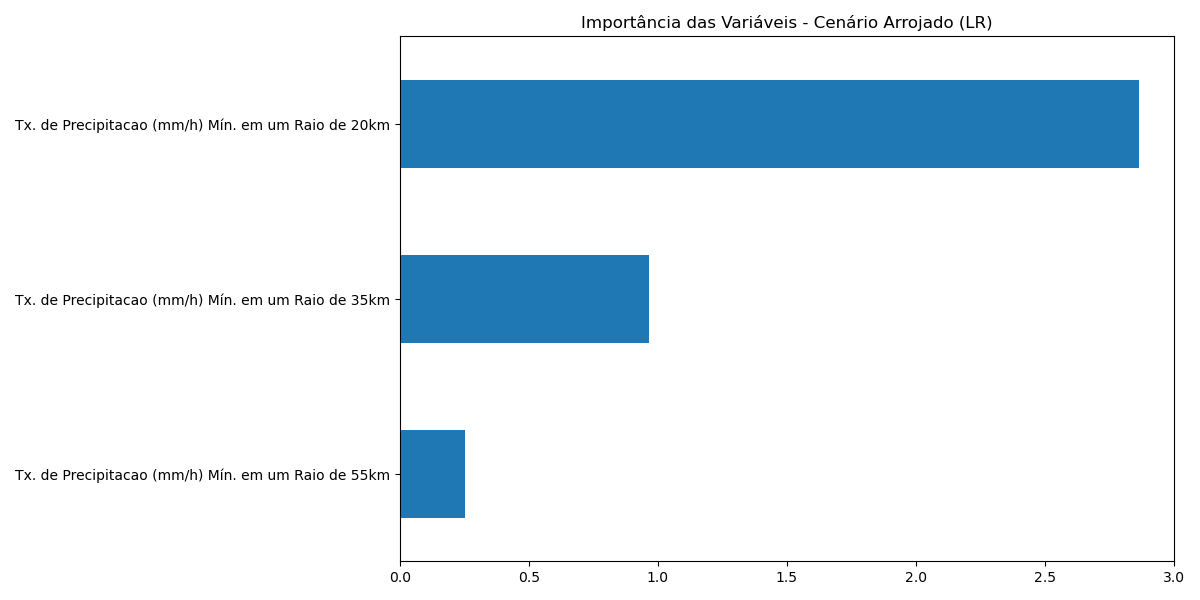 Importância das Variáveis - Cenário Arrojado (LR)
Tx. de Precipitacao (mm/h) Mín. em um Raio de 20km
Tx. de Precipitacao (mm/h) Mín. em um Raio de 35km
Tx. de Precipitacao (mm/h) Mín. em um Raio de 55km
0.0 0.5 1.0 1.5 2.0 2.5 3.0